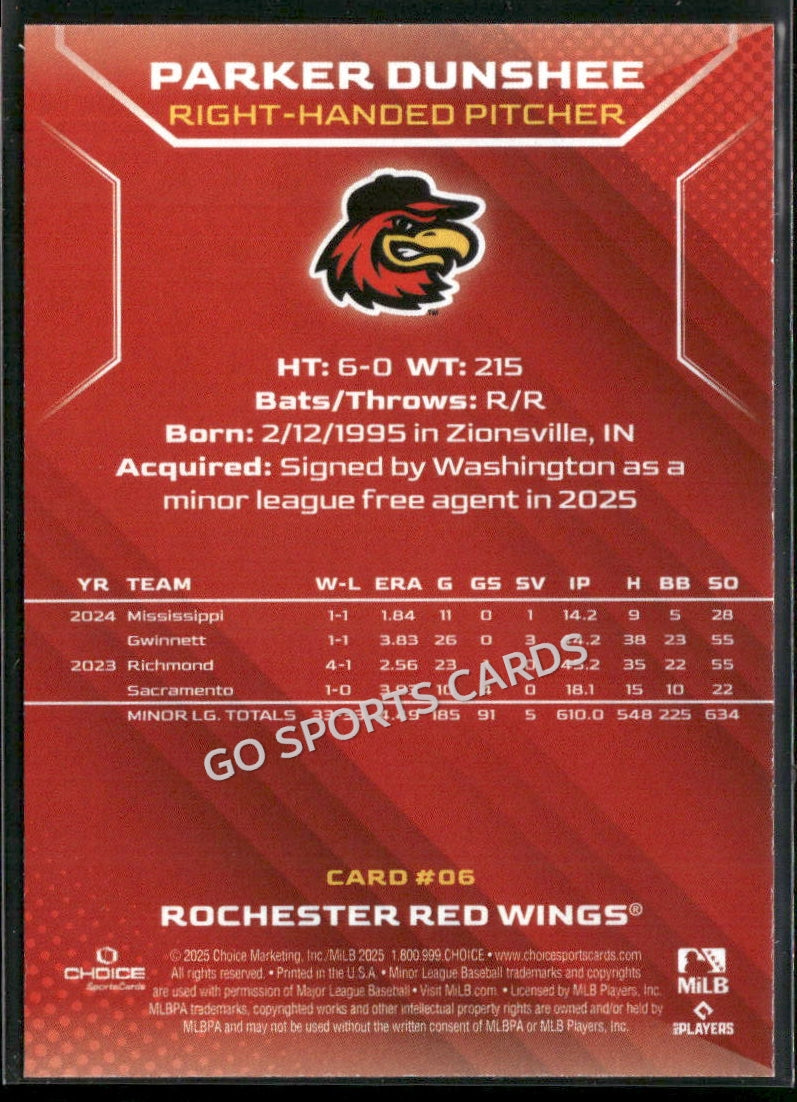 PARKER DUNSHEE
RIGHT-HANDED PITCHER
HT: 6-0 WT: 215
Bats/Throws: R/R
Born: 2/12/1995 in Zionsville, IN
Acquired: Signed by Washington as a
minor league free agent in 2025
YR TEAM W-L ERA G GS SV IP H BB SO
2024 Mississippi 1-1 1.84 11 0 1 14.2 9 5 28
Gwinnett 1-1 3.83 26 0 3 38 23 55
2023 Richmond 4-1 2.56 23 35 22 55
Sacramento 1-0 0 18.1 15 10 22
MINOR LG. TOTALS 185 91 5 610.0 548 225 634
GO SPORTS CARDS
CARD #06
ROCHESTER RED WINGS®
© 2025 Choice Marketing, Inc./MiLB 2025 1.800.999.CHOICE • www.choicesportscards.com
All rights reserved. • Printed in the U.S.A. • Minor League Baseball trademarks and copyrights
are used with permission of Major League Baseball • Visit MiLB.com. • Licensed by MLB Players, Inc.
MLBPA trademarks, copyrighted works and other intellectual property rights are owned and/or held by
MLBPA and may not be used without the written consent of MLBPA or MLB Players, Inc.
CHOICE
SportsCards
MiLB
PLAYERS